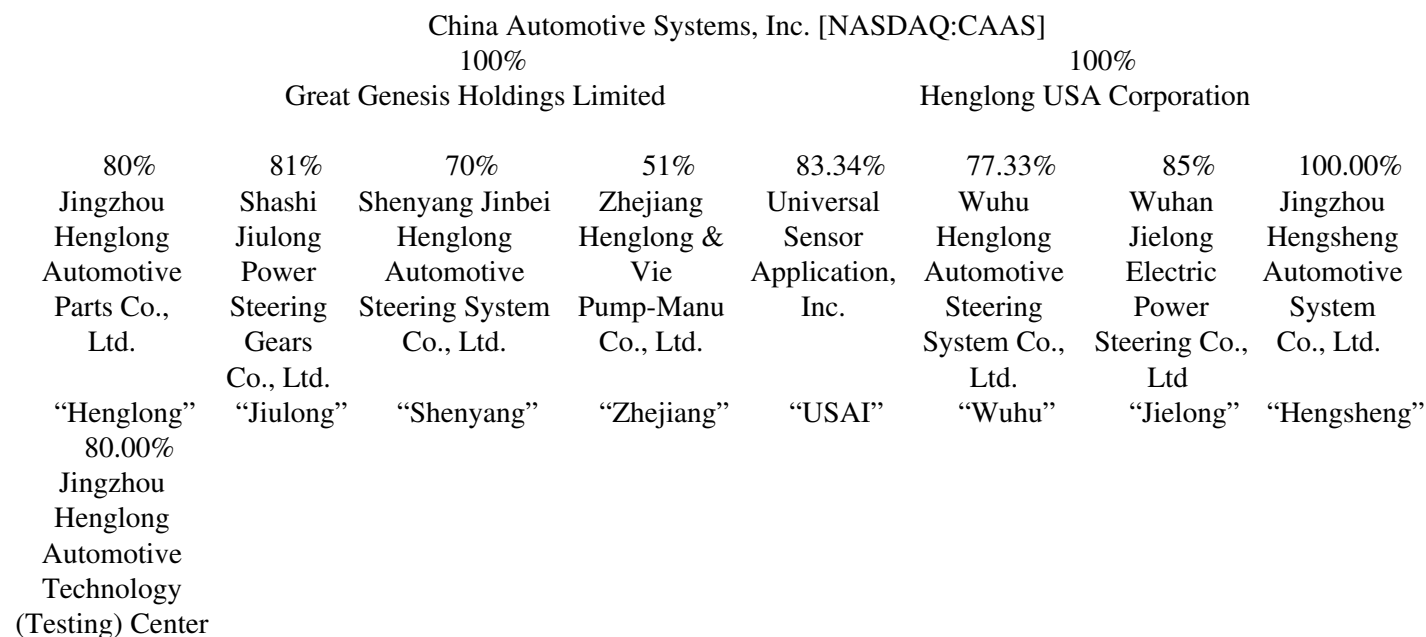 China Automotive Systems, Inc. [NASDAQ:CAAS]
100% 100%
Great Genesis Holdings Limited Henglong USA Corporation
80% 81% 70% 51% 83.34% 77.33% 85% 100.00%
Jingzhou Shashi Shenyang Jinbei Zhejiang Universal Wuhu Wuhan Jingzhou
Henglong Jiulong Henglong Henglong & Sensor Henglong Jielong Hengsheng
Automotive Power Automotive Vie Application, Automotive Electric Automotive
Parts Co., Steering Steering System Pump-Manu Inc. Steering Power System
Ltd. Gears Co., Ltd. Co., Ltd. System Co., Steering Co., Co., Ltd.
Co., Ltd. Ltd. Ltd
“Henglong” “Jiulong” “Shenyang” “Zhejiang” “USAI” “Wuhu” “Jielong” “Hengsheng”
80.00%
Jingzhou
Henglong
Automotive
Technology
(Testing) Center